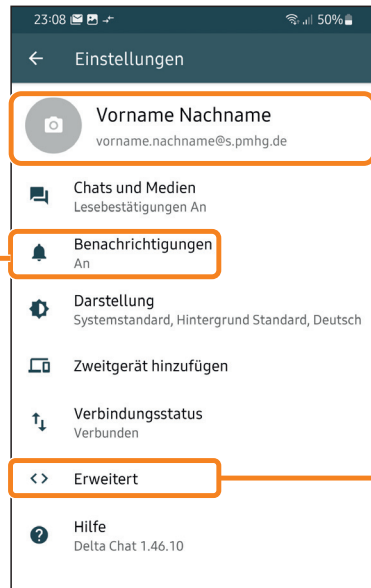 23:08 50%
Einstellungen
Vorname Nachname
vorname.nachname@s.pmhg.de
Chats und Medien
Lesebestätigungen An
Benachrichtigungen
An
Darstellung
Systemstandard, Hintergrund Standard, Deutsch
Zweitgerät hinzufügen
Verbindungsstatus
Verbunden
Erweitert
Hilfe
Delta Chat 1.46.10